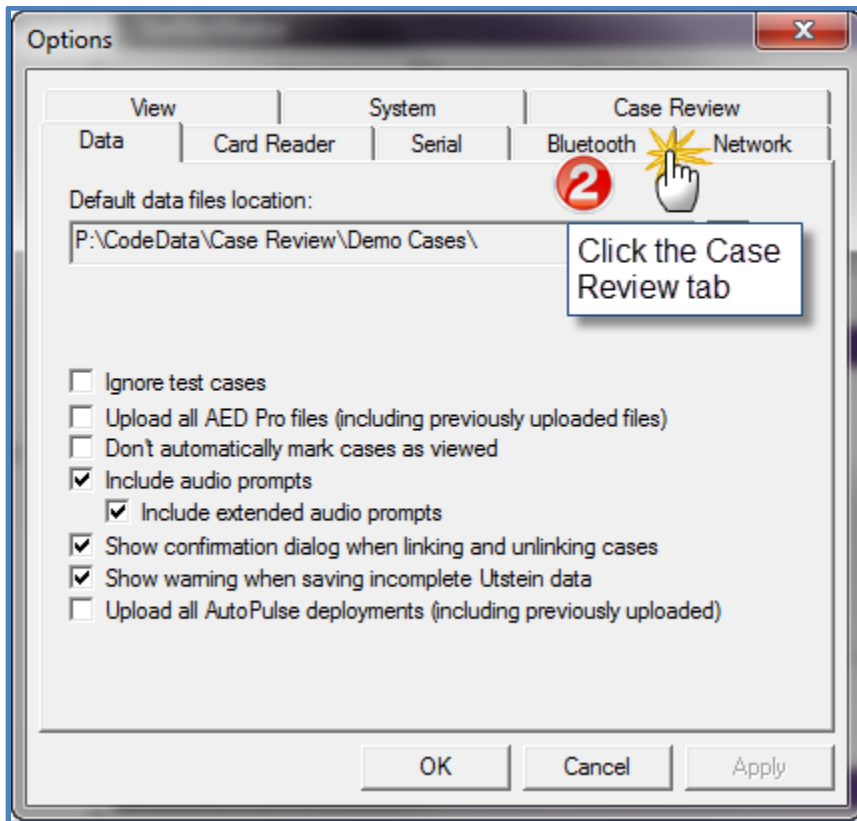 Options
View System Case Review
Data Card Reader Serial Bluetooth Network
2
Default data files location:
P:\CodeData\Case Review\Demo Cases\
Click the Case
Review tab
Ignore test cases
Upload all AED Pro files (including previously uploaded files)
Don't automatically mark cases as viewed
Include audio prompts
Include extended audio prompts
Show confirmation dialog when linking and unlinking cases
Show warning when saving incomplete Utstein data
Upload all AutoPulse deployments (including previously uploaded)
OK Cancel Apply